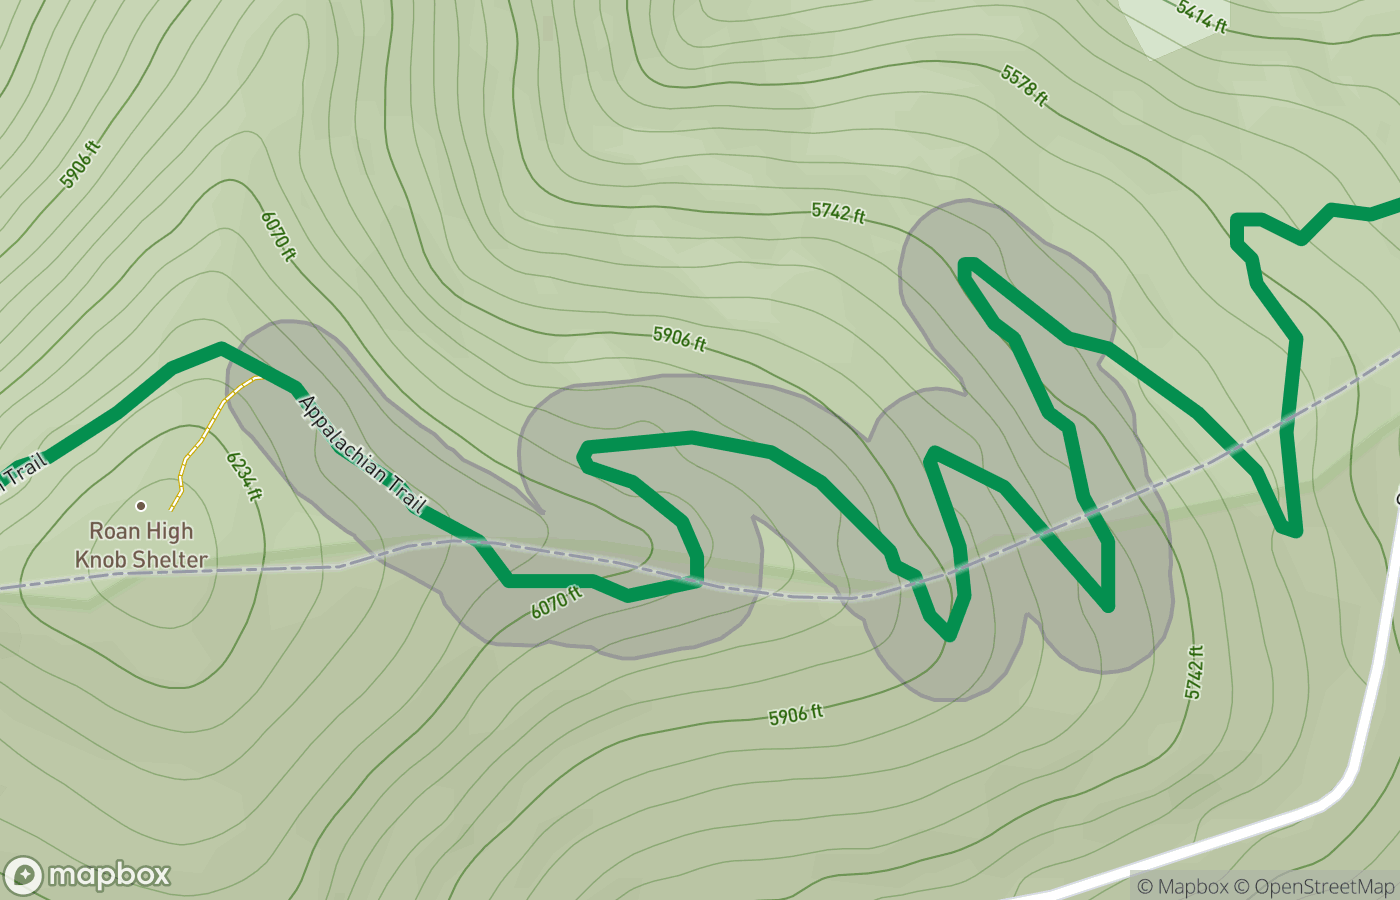 5414 ft
5578 ft
5906 ft
5742 ft
6070 ft
5906 ft
Appalachian Trail
Trail
6234 ft
Roan High
Knob Shelter
6070 ft
5742 ft
5906 ft
mapbox
© Mapbox © OpenStreetMap